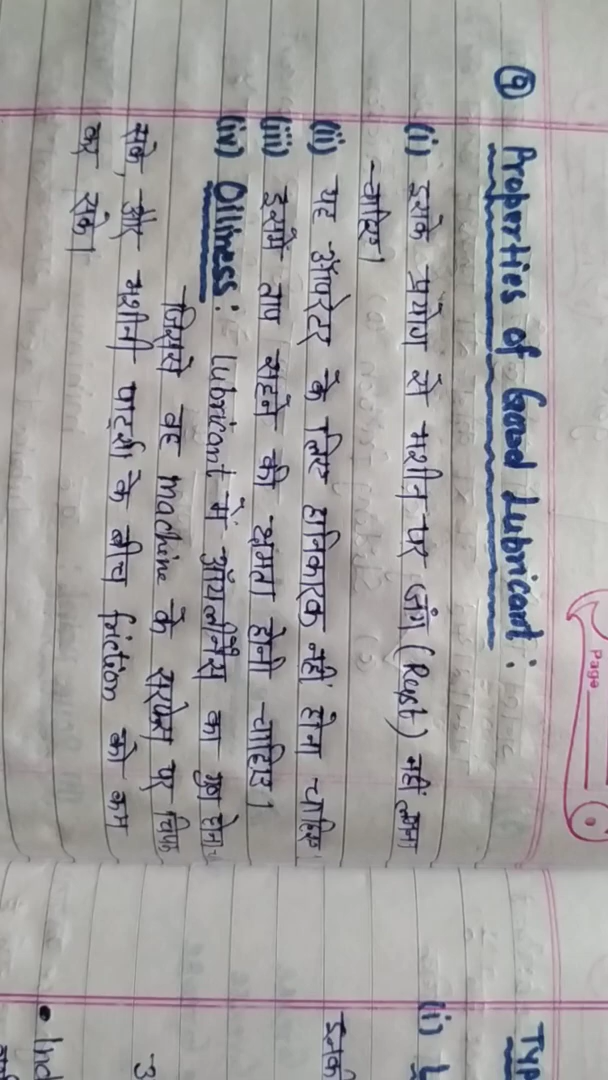 ⑨ Properties of Good Lubricant :
(i) इसके प्रयोग से मशीन पर जंग (Rust) नहीं लगना
चाहिए।
(ii) यह ऑपरेटर के लिए हानिकारक नहीं होना चाहिए
(iii) इसमें ताप सहने की क्षमता होनी चाहिए।
(iv) Oiliness : lubricant में ऑयलीनेस का गुण होना
जिससे वह machine के सरफेस पर चिपक
सके, और मशीनी पार्ट्स के बीच friction को कम
कर सके।
Page
Typ
(i) L
इनके
3
• Ind